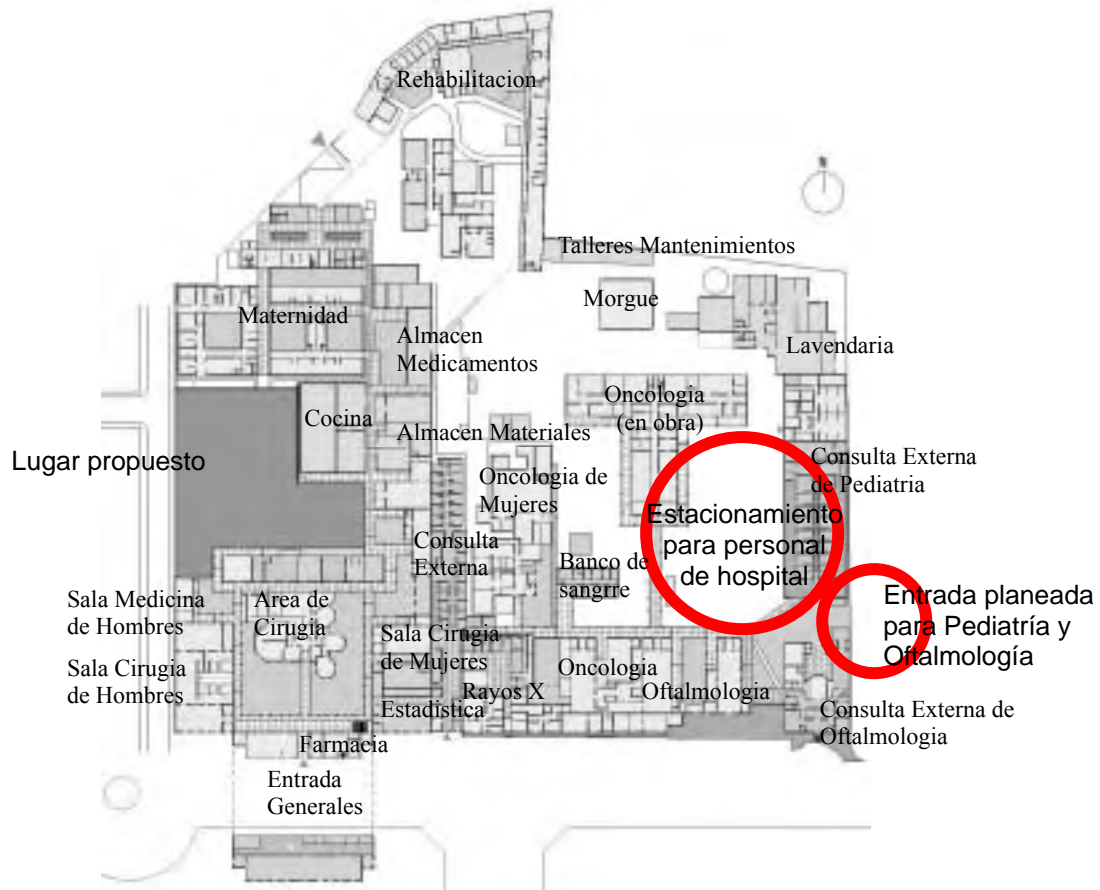 Rehabilitacion
N
Talleres Mantenimientos
Morgue
Maternidad
Almacen
Medicamentos
Lavendaria
Cocina
Oncologia
(en obra)
Almacen Materiales
Lugar propuesto
Oncologia de
Mujeres
Consulta Externa
de Pediatria
Estacionamiento
para personal
de hospital
Consulta
Externa
Banco de
sangrre
Entrada planeada
para Pediatría y
Oftalmología
Sala Medicina
de Hombres
Area de
Cirugia
Sala Cirugia
de Mujeres
Sala Cirugia
de Hombres
Rayos X
Oncologia
Oftalmologia
Estadistica
Consulta Externa de
Oftalmologia
Farmacia
Entrada
Generales